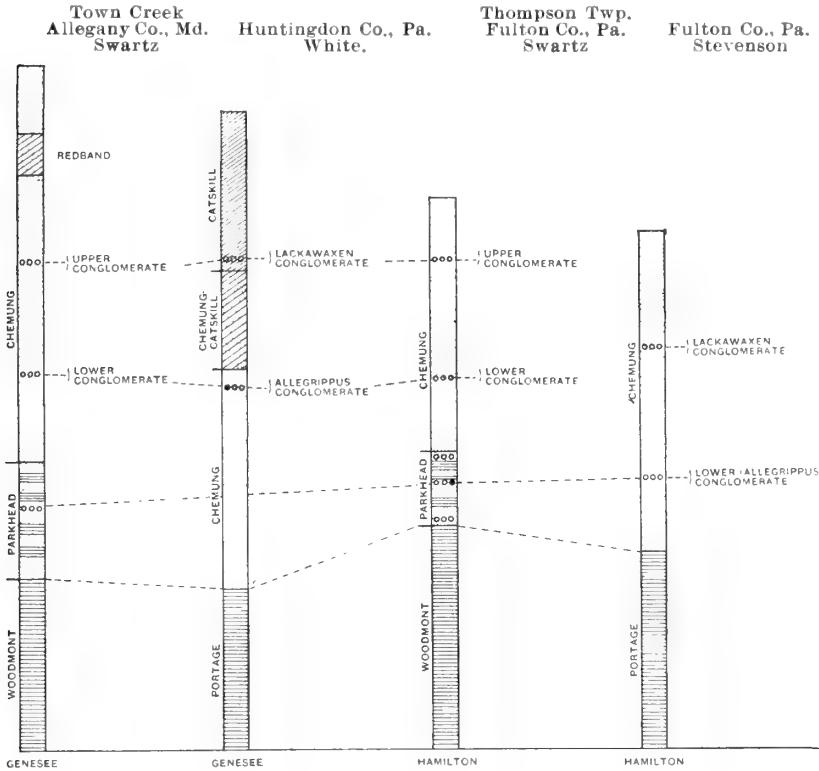 Town Creek
Allegany Co., Md.
Swartz
Huntingdon Co., Pa.
White.
Thompson Twp.
Fulton Co., Pa.
Swartz
Fulton Co., Pa.
Stevenson
REDBAND
UPPER
CONGLOMERATE
CHEMUNG
LOWER
CONGLOMERATE
PARKHEAD
WOODMONT
GENESEE
CATSKILL
LACKAWAXEN
CONGLOMERATE
CHEMUNG-
CATSKILL
ALLEGRIPPUS
CONGLOMERATE
CHEMUNG
PORTAGE
GENESEE
UPPER
CONGLOMERATE
CHEMUNG
LOWER
CONGLOMERATE
PARKHEAD
WOODMONT
HAMILTON
LACKAWAXEN
CONGLOMERATE
CHEMUNG
LOWER (ALLEGRIPPUS
CONGLOMERATE
PORTAGE
HAMILTON